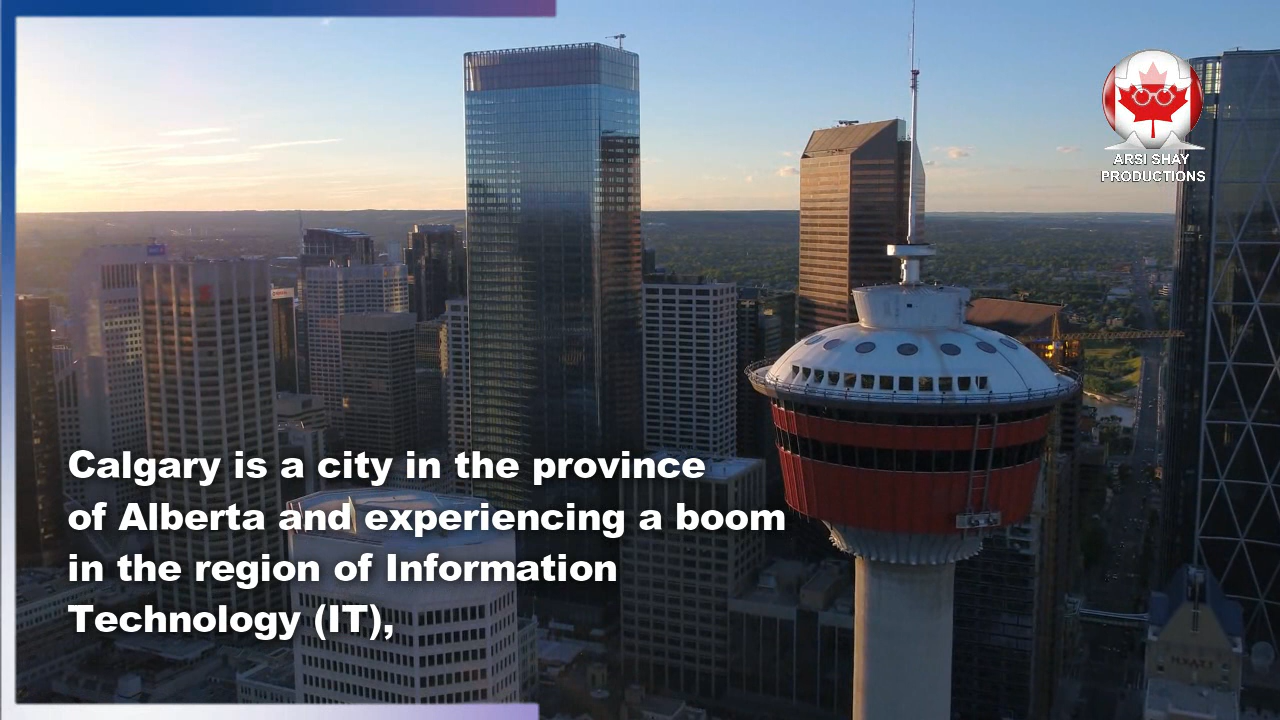 ARSI SHAY
PRODUCTIONS
Calgary is a city in the province
of Alberta and experiencing a boom
in the region of Information
Technology (IT),
HYATT